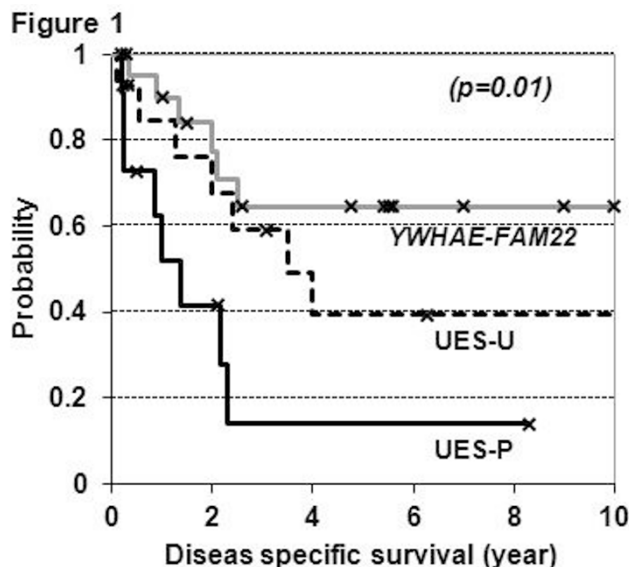 Figure 1
1
(p=0.01)
0.8
0.6
YWHAE-FAM22
0.4
UES-U
0.2
UES-P
0
0 2 4 6 8 10
Probability
Diseas specific survival (year)